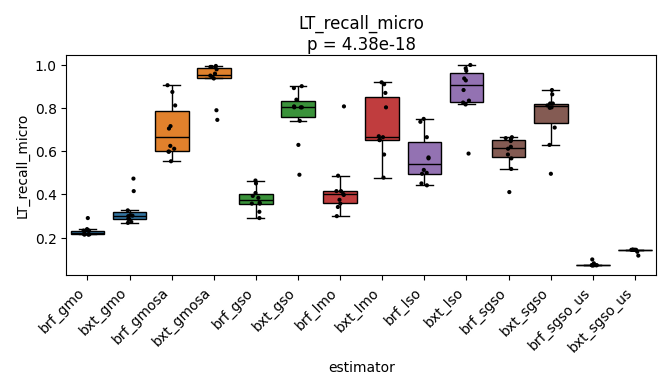 LT_recall_micro
p = 4.38e-18
LT_recall_micro
1.0
0.8
0.6
0.4
0.2
brf_gmo
bxt_gmo
brf_gmosa
bxt_gmosa
brf_gso
bxt_gso
brf_lmo
bxt_lmo
brf_lso
bxt_lso
brf_sgso
bxt_sgso
brf_sgso_us
bxt_sgso_us
estimator